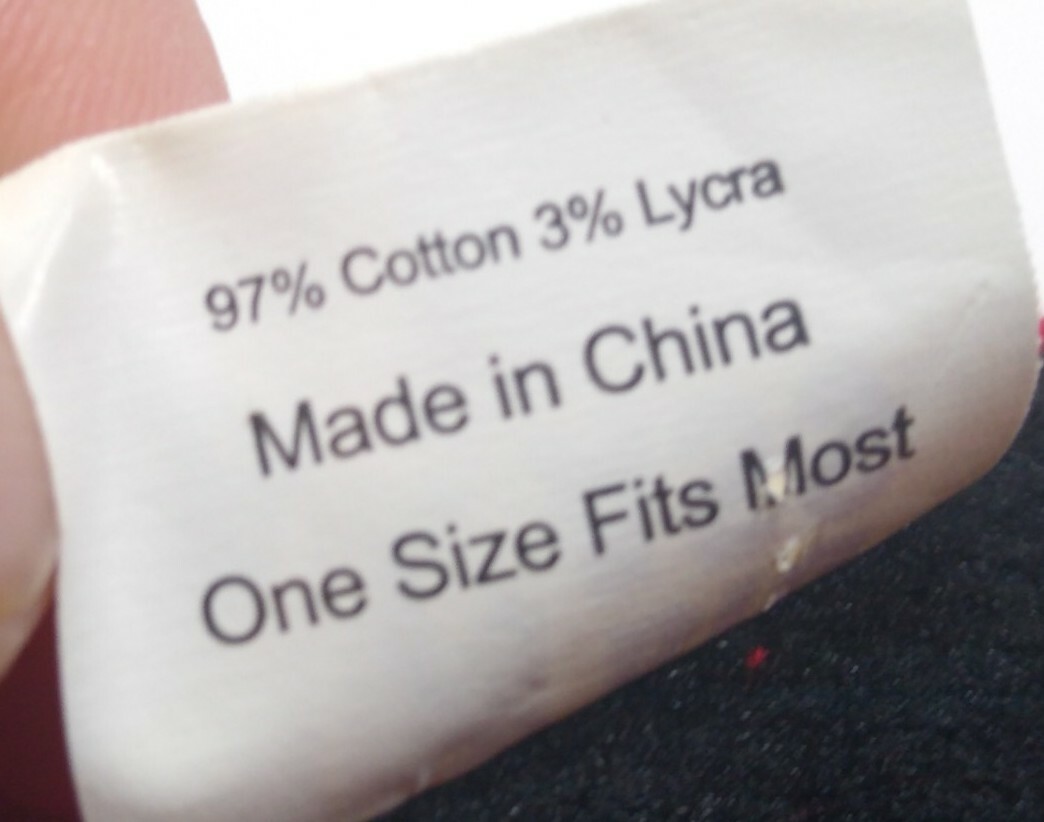 97% Cotton 3% Lycra
Made in China
One Size Fits Most